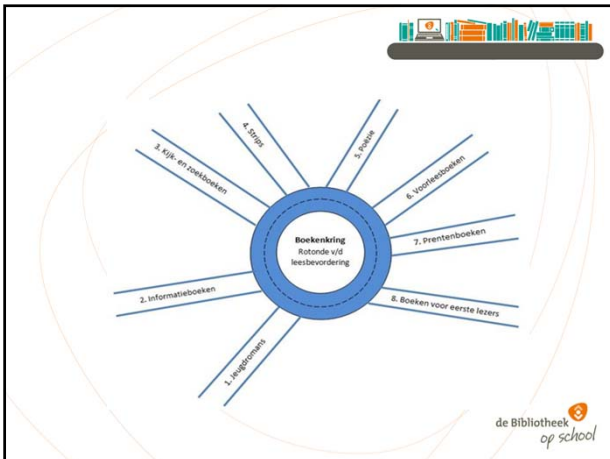 Boekenkring
Rotonde v/d
leesbevordering
1. Jeugdromans
2. Informatieboeken
3. Kijk- en zoekboeken
4. Strips
5. Poëzie
6. Voorleesboeken
7. Prentenboeken
8. Boeken voor eerste lezers
de Bibliotheek
op school